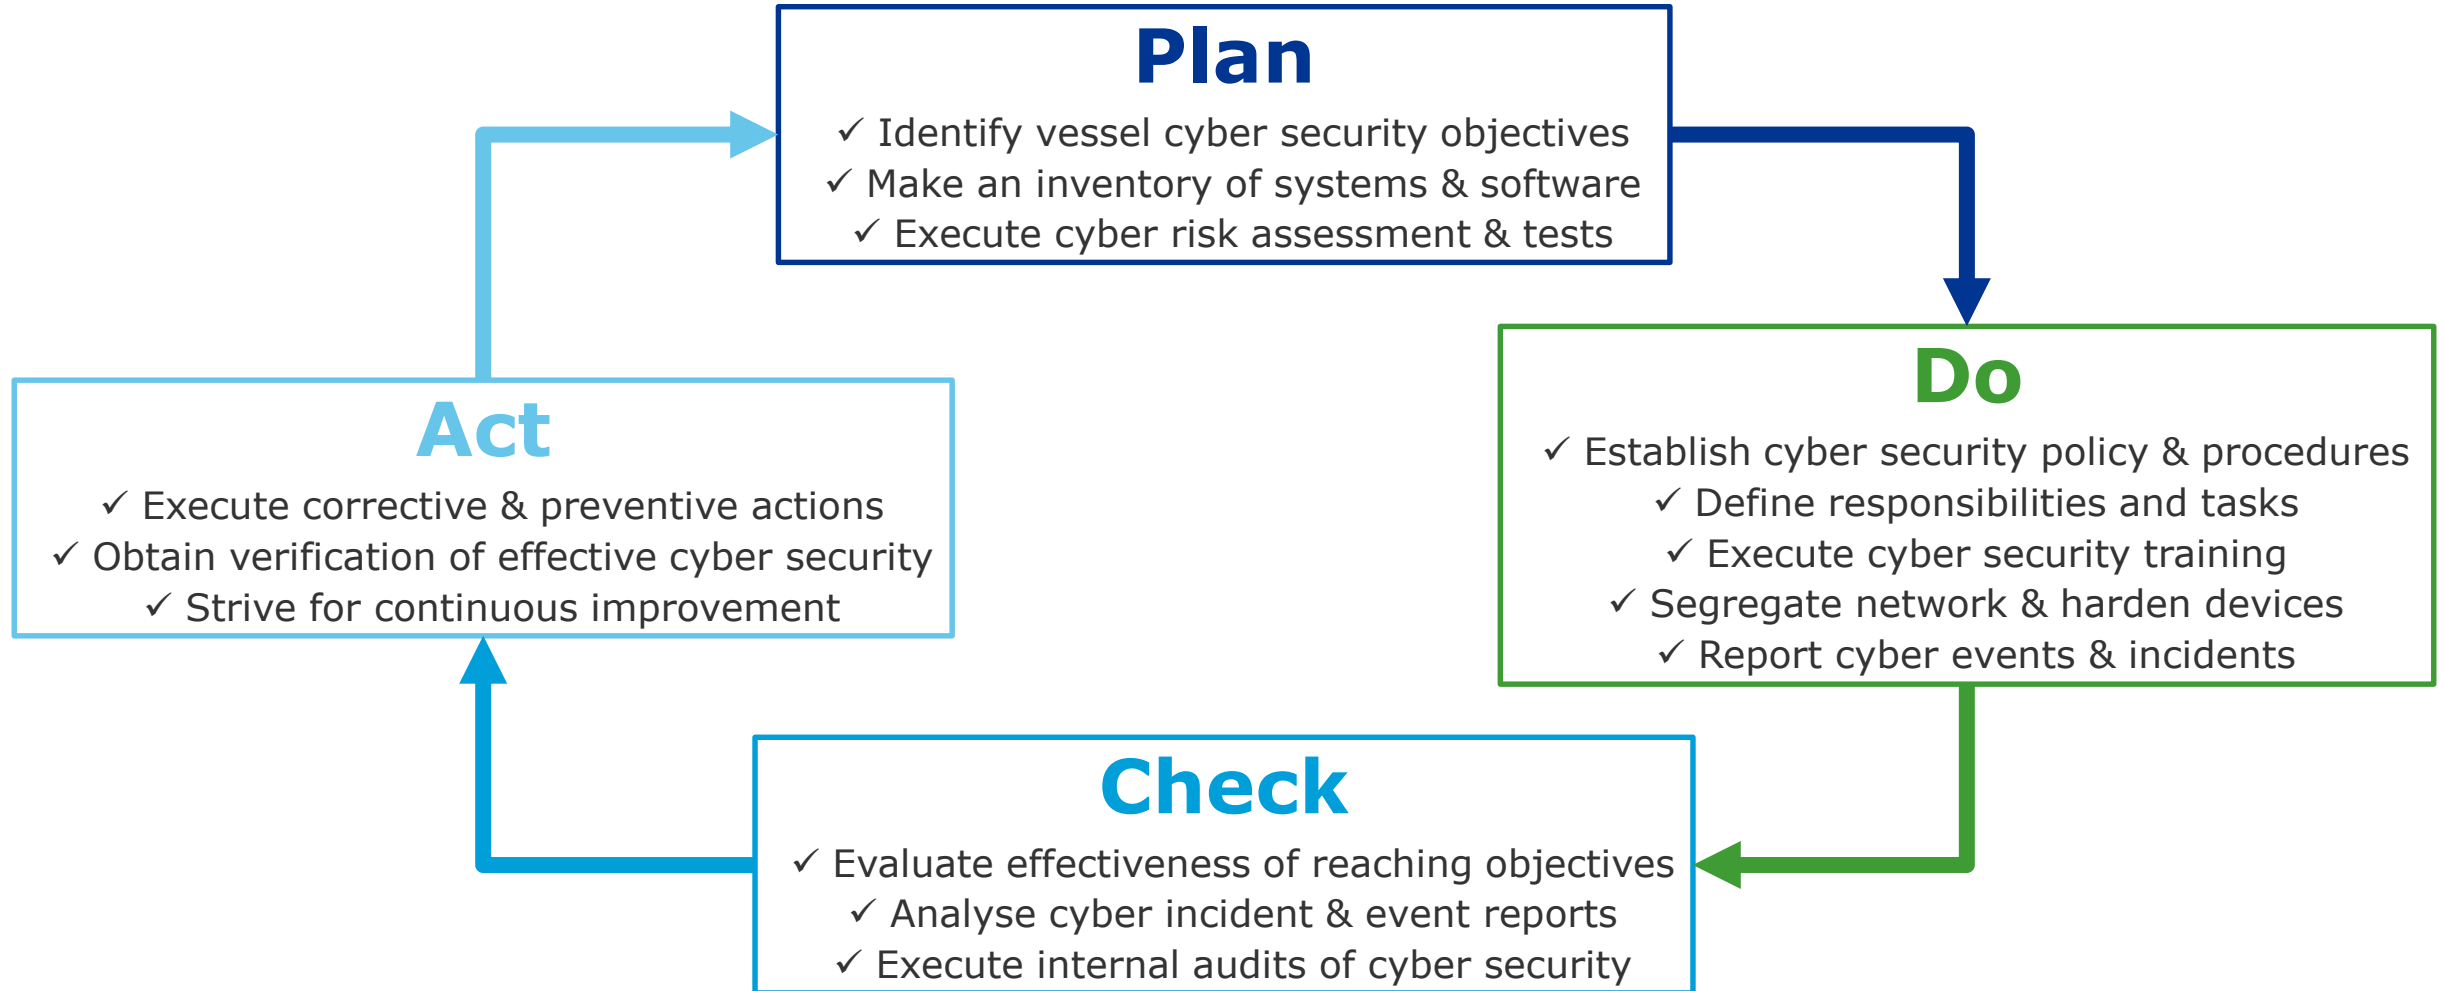 Plan
✓ Identify vessel cyber security objectives
✓ Make an inventory of systems & software
✓ Execute cyber risk assessment & tests
Do
✓ Establish cyber security policy & procedures
✓ Define responsibilities and tasks
✓ Execute cyber security training
✓ Segregate network & harden devices
✓ Report cyber events & incidents
Check
✓ Evaluate effectiveness of reaching objectives
✓ Analyse cyber incident & event reports
✓ Execute internal audits of cyber security
Act
✓ Execute corrective & preventive actions
✓ Obtain verification of effective cyber security
✓ Strive for continuous improvement